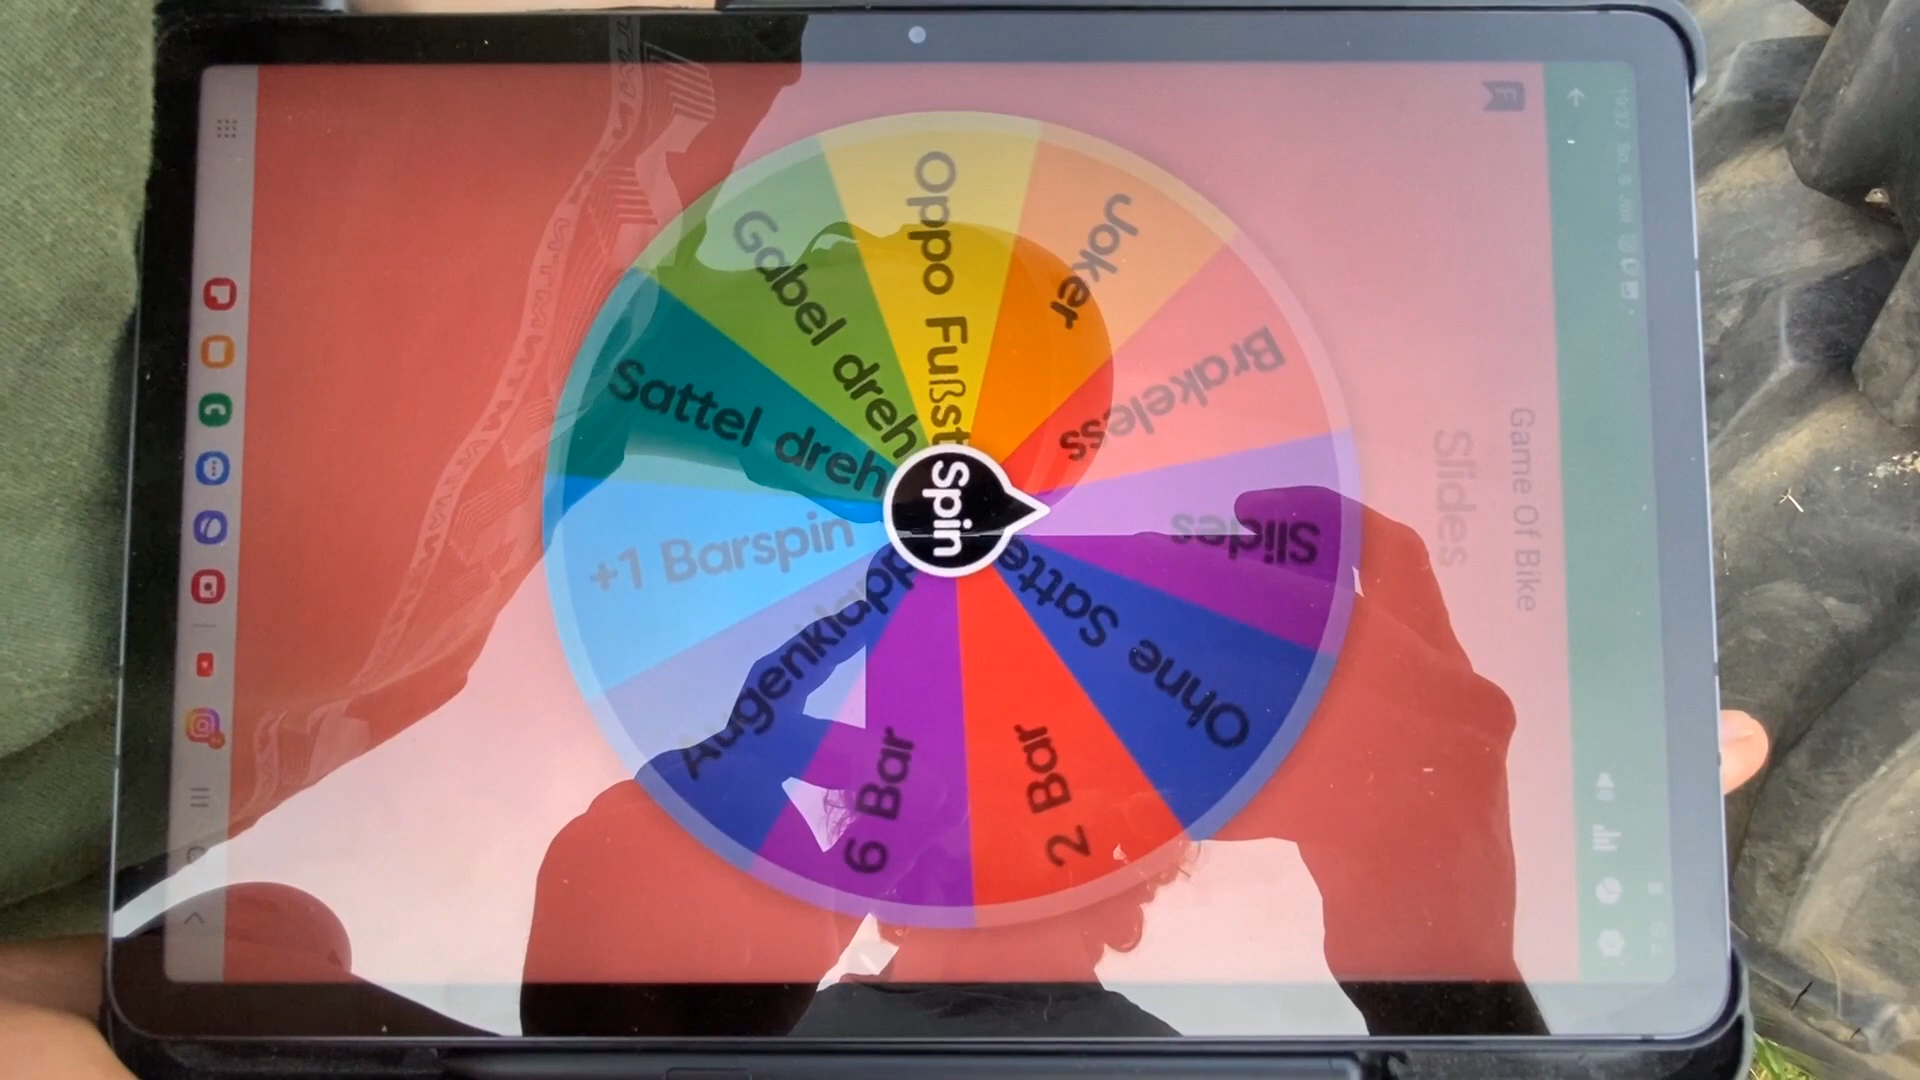 Game Of Bike
Slides
Slides
Ohne Satte
2 Bar
6 Bar
Augenklapp
+1 Barspin
Sattel dreh
Gabel dreh
Oppo Fußst
Joker
Brakeless
Spin